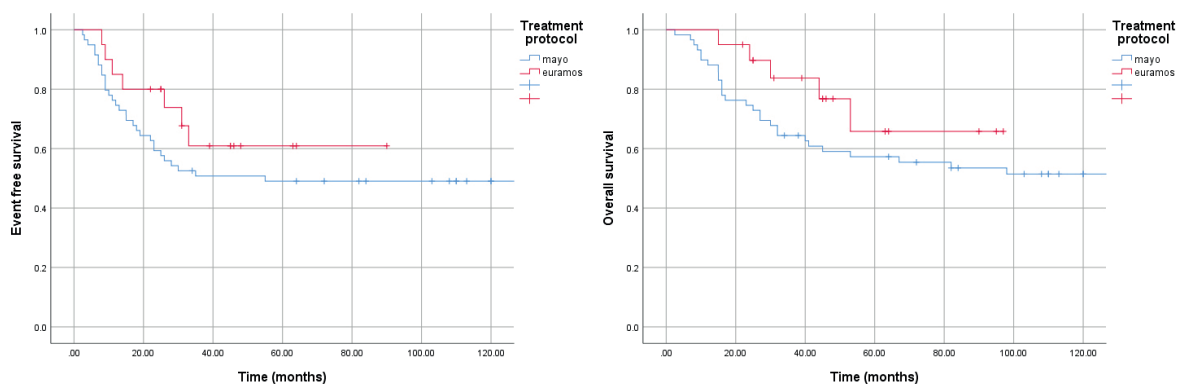 Treatment
protocol
mayo
euramos
Event free survival
1.0
0.8
0.6
0.4
0.2
0.0
.00 20.00 40.00 60.00 80.00 100.00 120.00
Time (months)
Treatment
protocol
mayo
euramos
Overall survival
1.0
0.8
0.6
0.4
0.2
0.0
.00 20.00 40.00 60.00 80.00 100.00 120.00
Time (months)